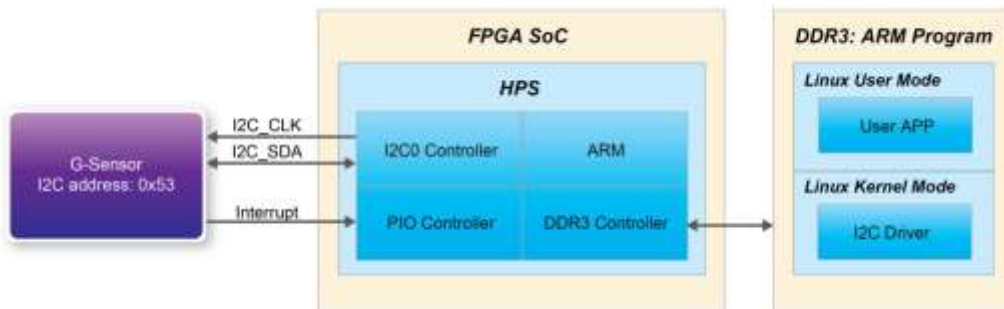 FPGA SoC
DDR3: ARM Program
HPS
Linux User Mode
I2C_CLK
User APP
I2C_SDA
I2C0 Controller
ARM
G-Sensor
I2C address: 0x53
Linux Kernel Mode
Interrupt
PIO Controller
DDR3 Controller
I2C Driver